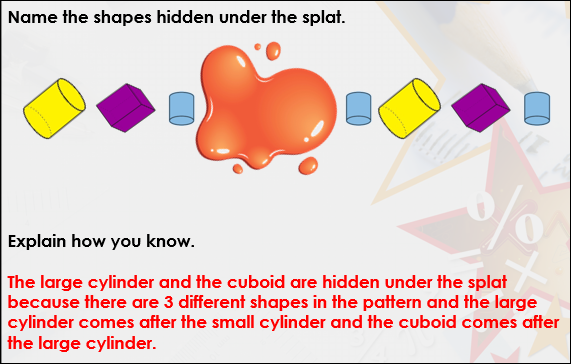 Name the shapes hidden under the splat.
Explain how you know.
The large cylinder and the cuboid are hidden under the splat
because there are 3 different shapes in the pattern and the large
cylinder comes after the small cylinder and the cuboid comes after
the large cylinder.